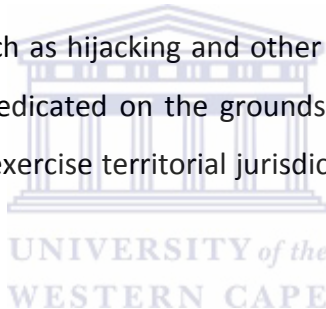 ch as hijacking and other
edicated on the grounds
exercise territorial jurisdic
UNIVERSITY of the
WESTERN CAPE